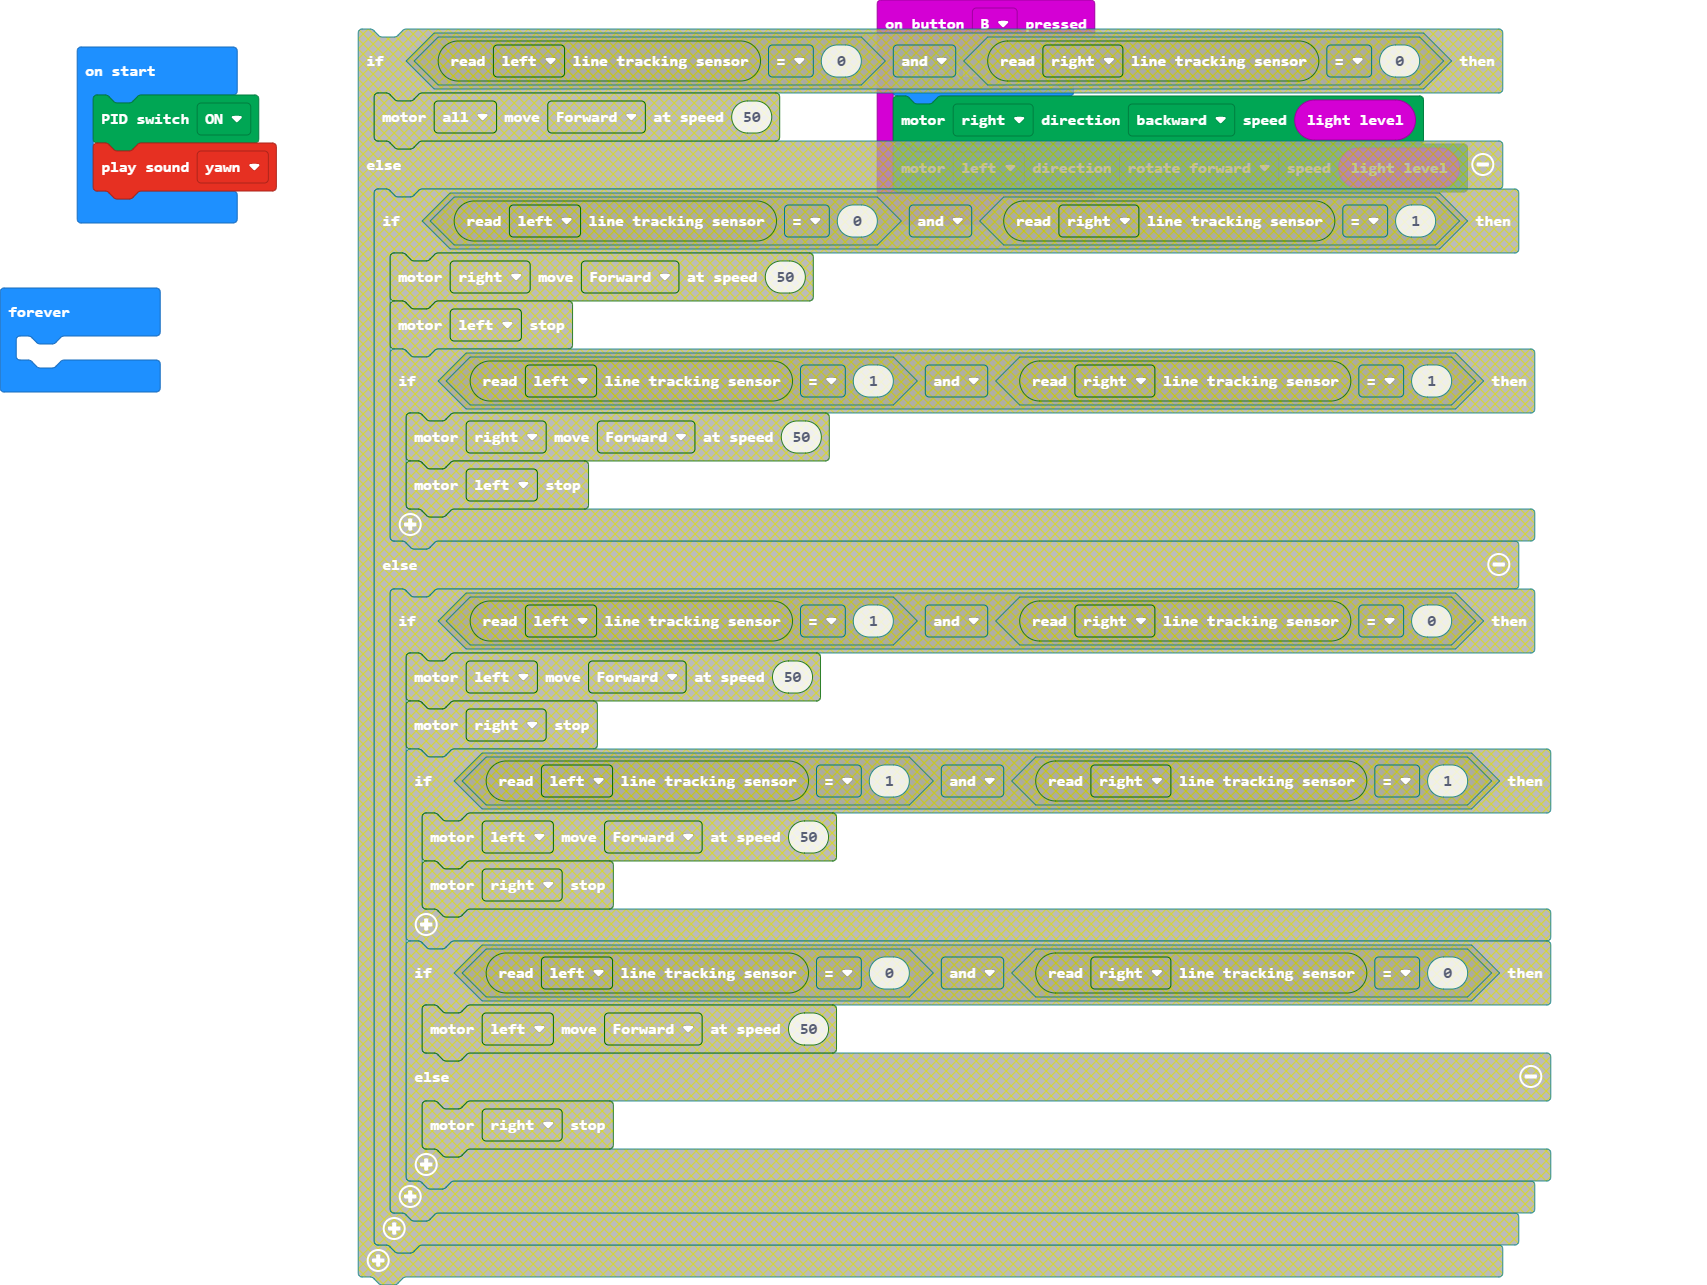 on start
PID switch ON
play sound yawn
forever
on button B pressed
motor right direction backward speed light level
motor left direction rotate forward speed light level
if read left line tracking sensor = 0 and read right line tracking sensor = 0 then
motor all move Forward at speed 50
else
if read left line tracking sensor = 0 and read right line tracking sensor = 1 then
motor right move Forward at speed 50
motor left stop
if read left line tracking sensor = 1 and read right line tracking sensor = 1 then
motor right move Forward at speed 50
motor left stop
else
if read left line tracking sensor = 1 and read right line tracking sensor = 0 then
motor left move Forward at speed 50
motor right stop
if read left line tracking sensor = 1 and read right line tracking sensor = 1 then
motor left move Forward at speed 50
motor right stop
if read left line tracking sensor = 0 and read right line tracking sensor = 0 then
motor left move Forward at speed 50
else
motor right stop